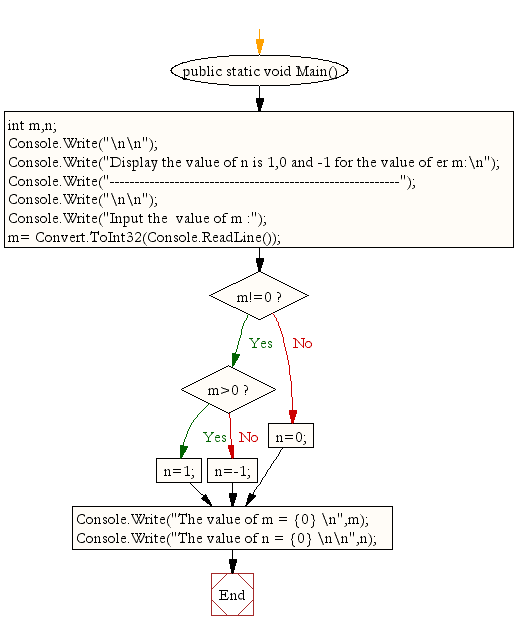 public static void Main()
int m,n;
Console.Write("\n\n");
Console.Write("Display the value of n is 1,0 and -1 for the value of er m:\n");
Console.Write("----------------------------------------------------------");
Console.Write("\n\n");
Console.Write("Input the  value of m :");
m= Convert.ToInt32(Console.ReadLine());
m!=0 ?
Yes
No
m>0 ?
n=0;
Yes
No
n=1;
n=-1;
Console.Write("The value of m = {0} \n",m);
Console.Write("The value of n = {0} \n\n",n);
End